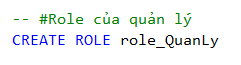 -- #Role của quản lý
CREATE ROLE role_QuanLy